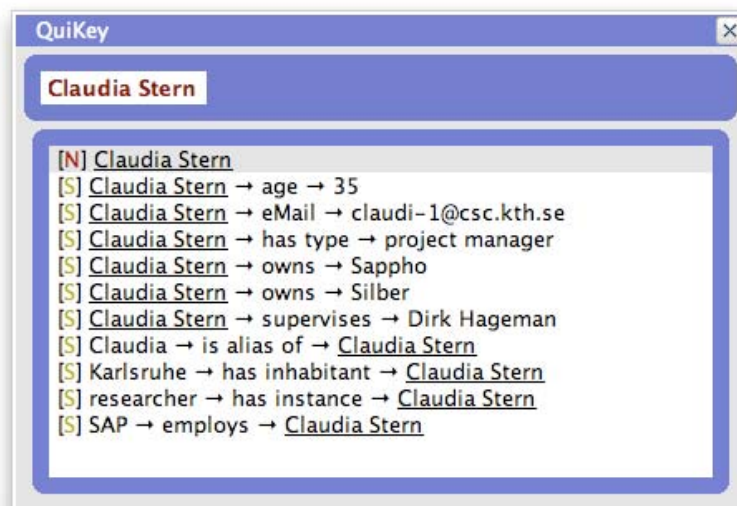 QuiKey
Claudia Stern
[N] Claudia Stern
[S] Claudia Stern → age → 35
[S] Claudia Stern → eMail → claudi-1@csc.kth.se
[S] Claudia Stern → has type → project manager
[S] Claudia Stern → owns → Sappho
[S] Claudia Stern → owns → Silber
[S] Claudia Stern → supervises → Dirk Hageman
[S] Claudia → is alias of → Claudia Stern
[S] Karlsruhe → has inhabitant → Claudia Stern
[S] researcher → has instance → Claudia Stern
[S] SAP → employs → Claudia Stern